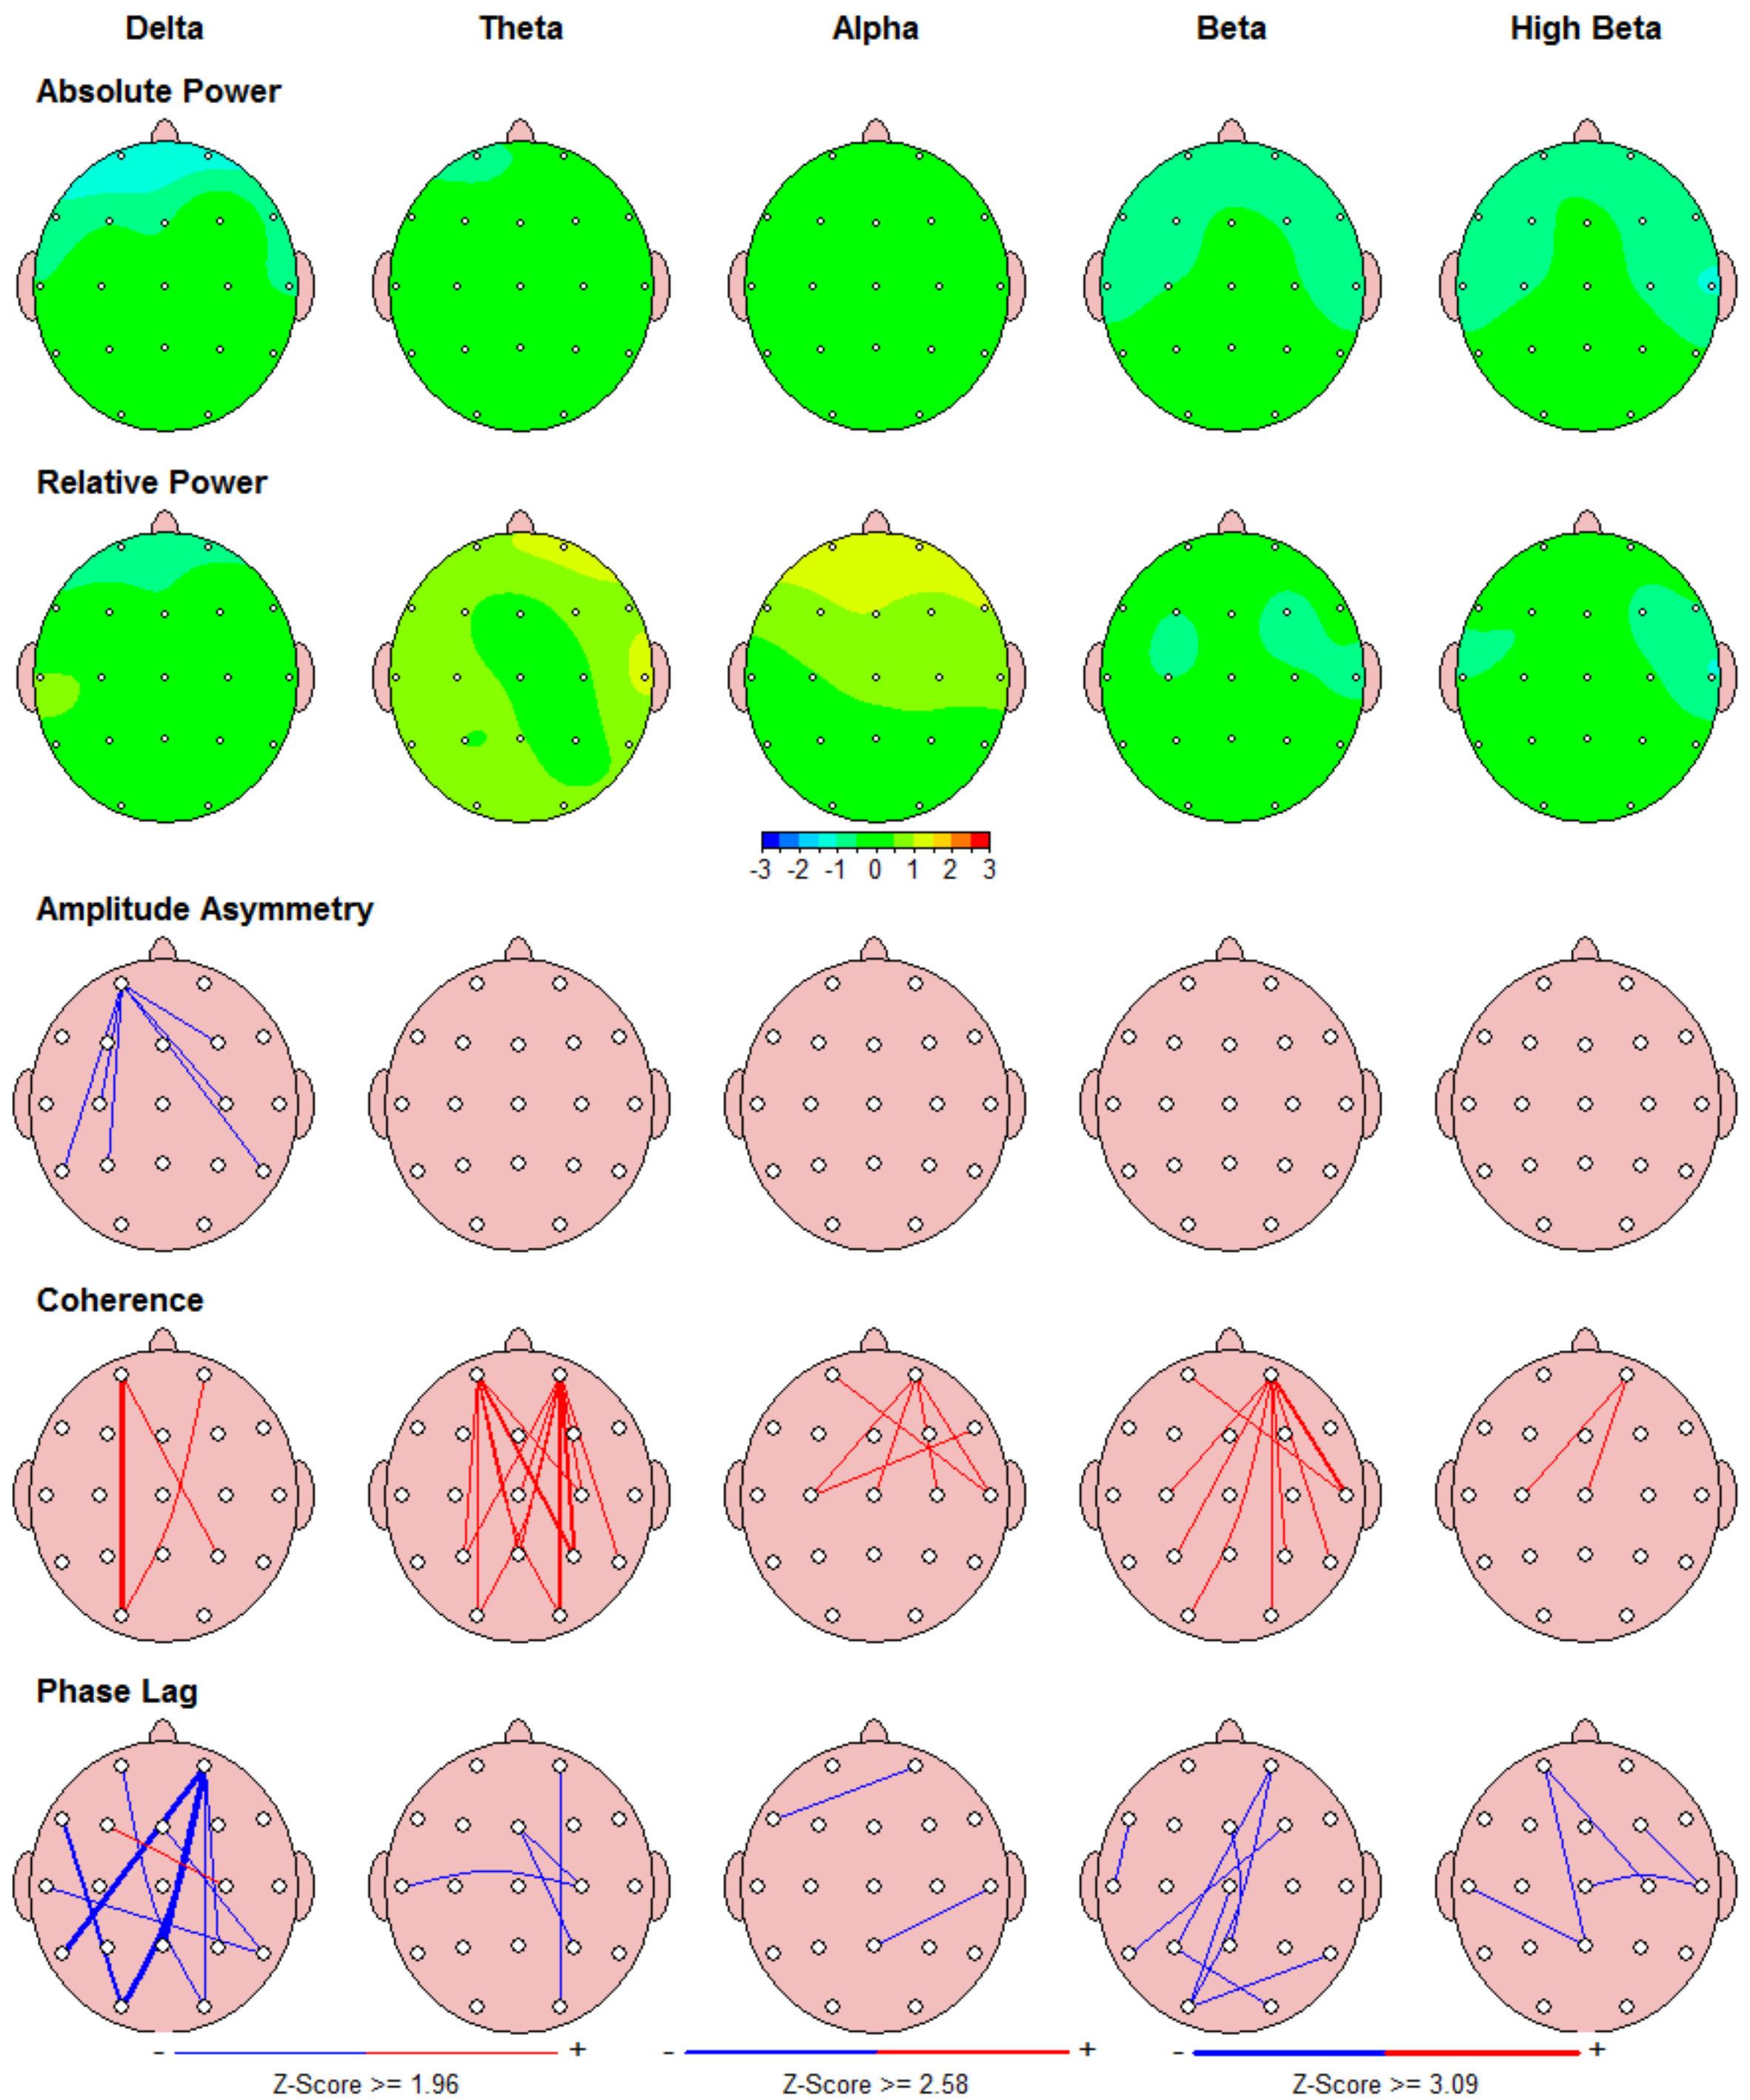 Delta Theta Alpha Beta High Beta
Absolute Power
Relative Power
-3 -2 -1 0 1 2 3
Amplitude Asymmetry
Coherence
Phase Lag
- + - + - +
Z-Score >= 1.96 Z-Score >= 2.58 Z-Score >= 3.09